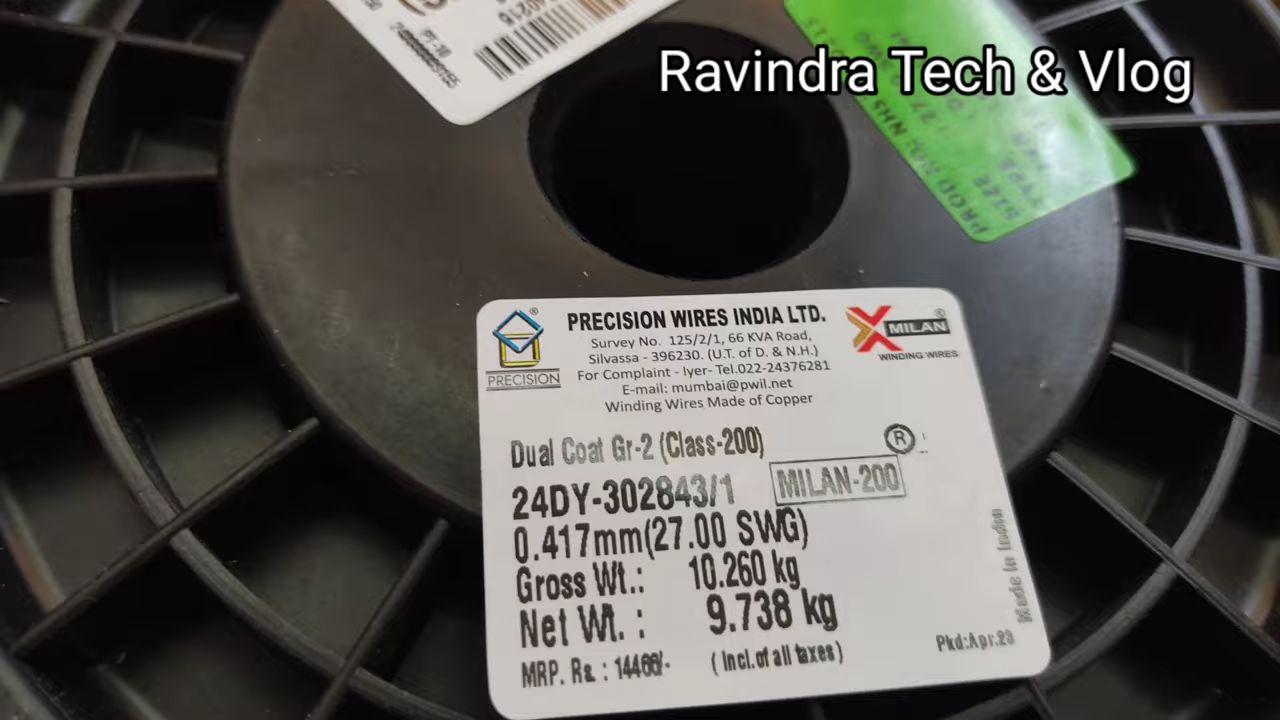 Ravindra Tech & Vlog
PRECISION WIRES INDIA LTD.
Survey No. 125/2/1, 66 KVA Road,
Silvassa - 396230. (U.T. of D. & N.H.)
For Complaint - Iyer- Tel.022-24376281
E-mail: mumbai@pwil.net
Winding Wires Made of Copper
PRECISION
MILAN
WINDING WIRES
Dual Coat Gr-2 (Class-200)
24DY-302843/1
MILAN-200
0.417mm(27.00 SWG)
Gross Wt.: 10.260 kg
Net Wt. : 9.738 kg
MRP. Rs. : 14466/- (Incl.of all taxes)
Pkd:Apr.23
Made in India
SIZE